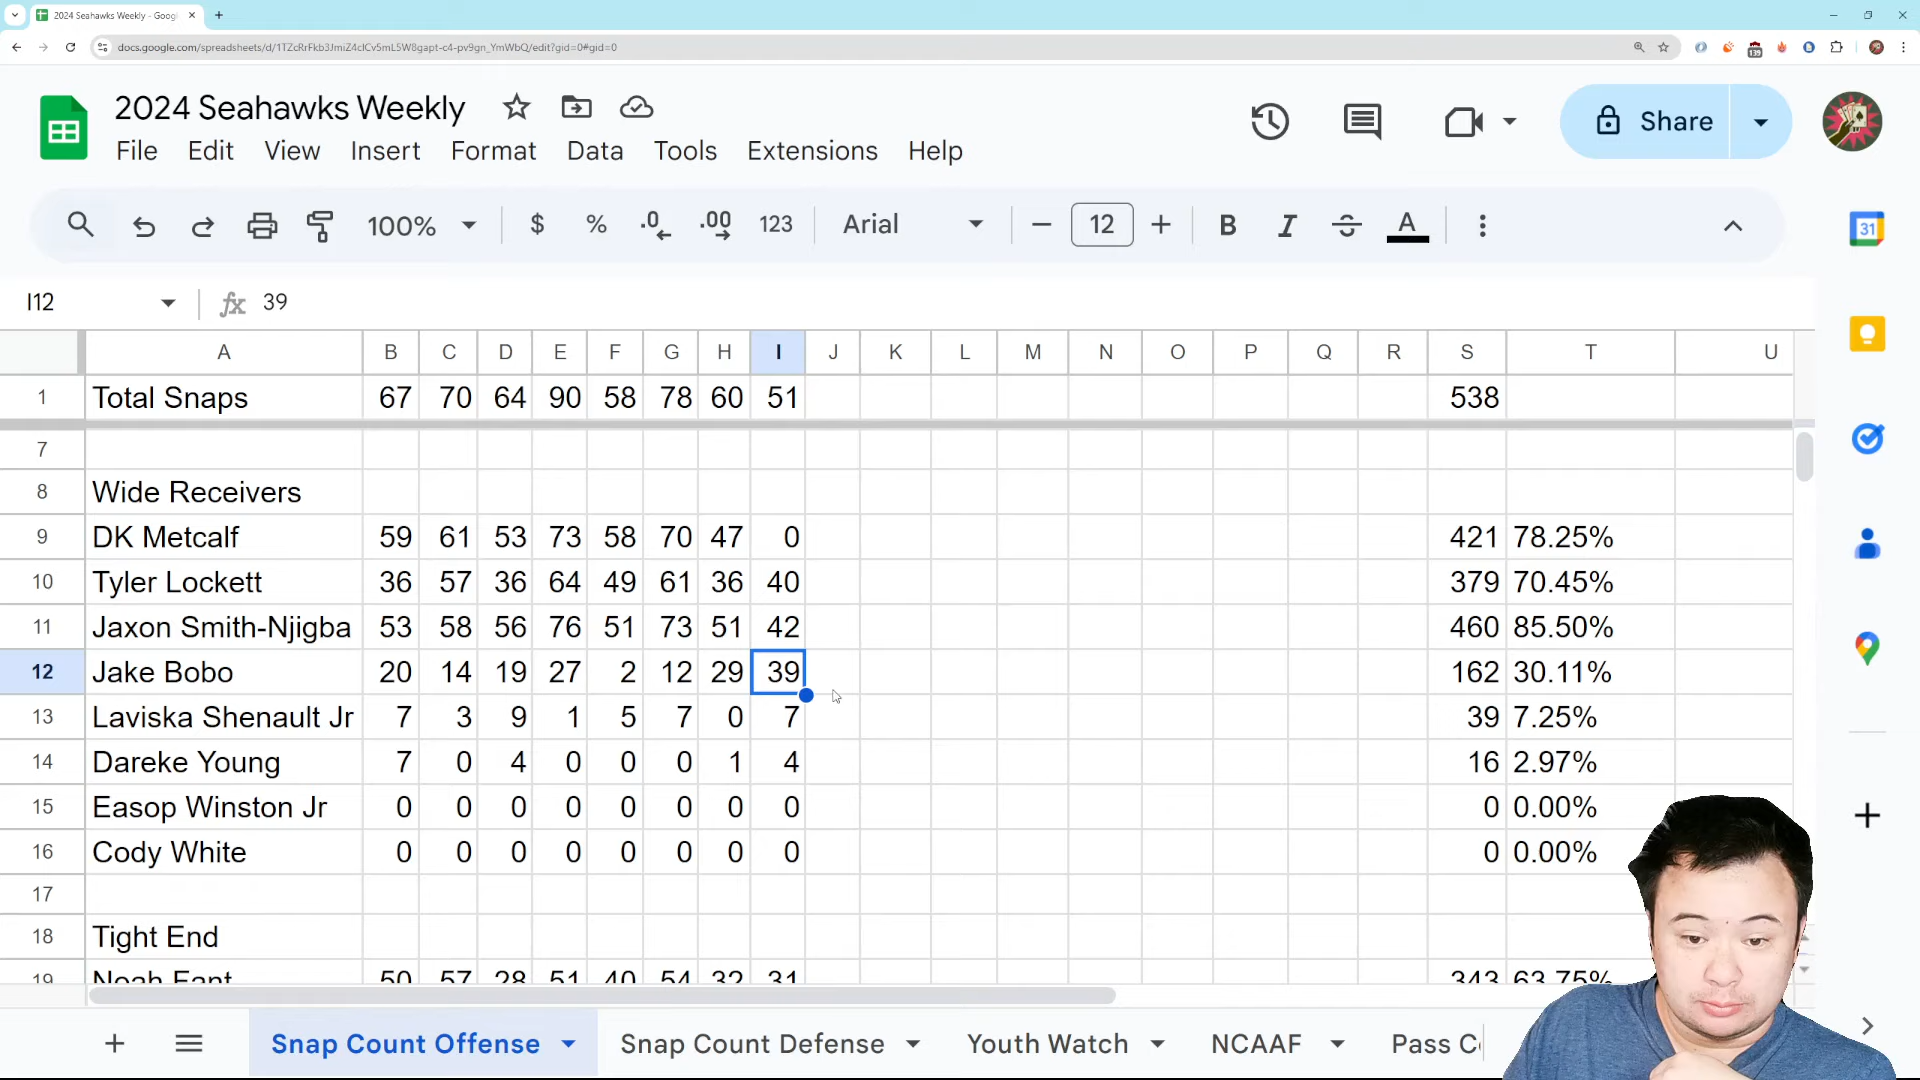 2024 Seahawks Weekly - Goog
docs.google.com/spreadsheets/d/
2024 Seahawks Weekly
File Edit View Insert Format Data Tools Extensions Help
Share
31
100% $ % .0 .00 123 Arial 12 B I A
I12 fx 39
A B C D E F G H I J K L M N O P Q R S T U
1 Total Snaps 67 70 64 90 58 78 60 51 538
7
8 Wide Receivers
9 DK Metcalf 59 61 53 73 58 70 47 0 421 78.25%
10 Tyler Lockett 36 57 36 64 49 61 36 40 379 70.45%
11 Jaxon Smith-Njigba 53 58 56 76 51 73 51 42 460 85.50%
12 Jake Bobo 20 14 19 27 2 12 29 39 162 30.11%
13 Laviska Shenault Jr 7 3 9 1 5 7 0 7 39 7.25%
14 Dareke Young 7 0 4 0 0 0 1 4 16 2.97%
15 Easop Winston Jr 0 0 0 0 0 0 0 0 0 0.00%
16 Cody White 0 0 0 0 0 0 0 0 0 0.00%
17
18 Tight End
19 Noah Fant 50 57 28 51 40 54 32 31 343 63.75%
Snap Count Offense Snap Count Defense Youth Watch NCAAF Pass C